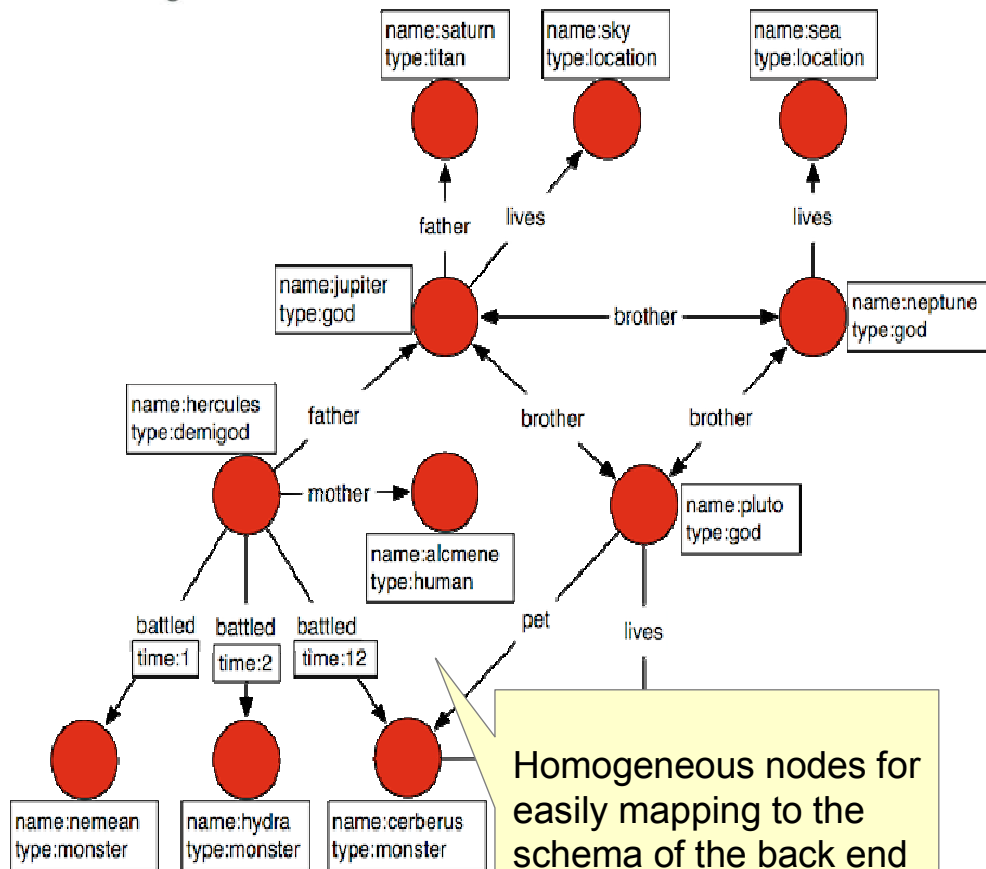 name:saturn
type:titan
name:sky
type:location
name:sea
type:location
father
lives
lives
name:jupiter
type:god
brother
name:neptune
type:god
name:hercules
type:demigod
father
brother
brother
mother
name:pluto
type:god
name:alcmene
type:human
battled
battled
battled
time:1
time:2
time:12
pet
lives
name:nemean
type:monster
name:hydra
type:monster
name:cerberus
type:monster
Homogeneous nodes for
easily mapping to the
schema of the back end